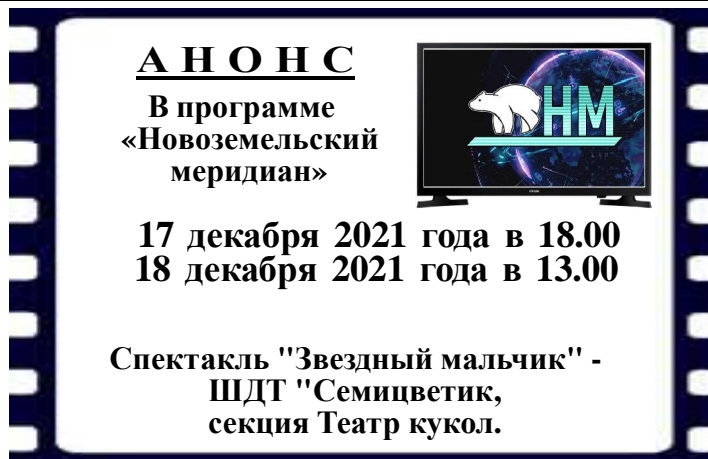 А Н О Н С
В программе
«Новоземельский
меридиан»
НМ
17 декабря 2021 года в 18.00
18 декабря 2021 года в 13.00
Спектакль "Звездный мальчик" -
ШДТ "Семицветик,
секция Театр кукол.